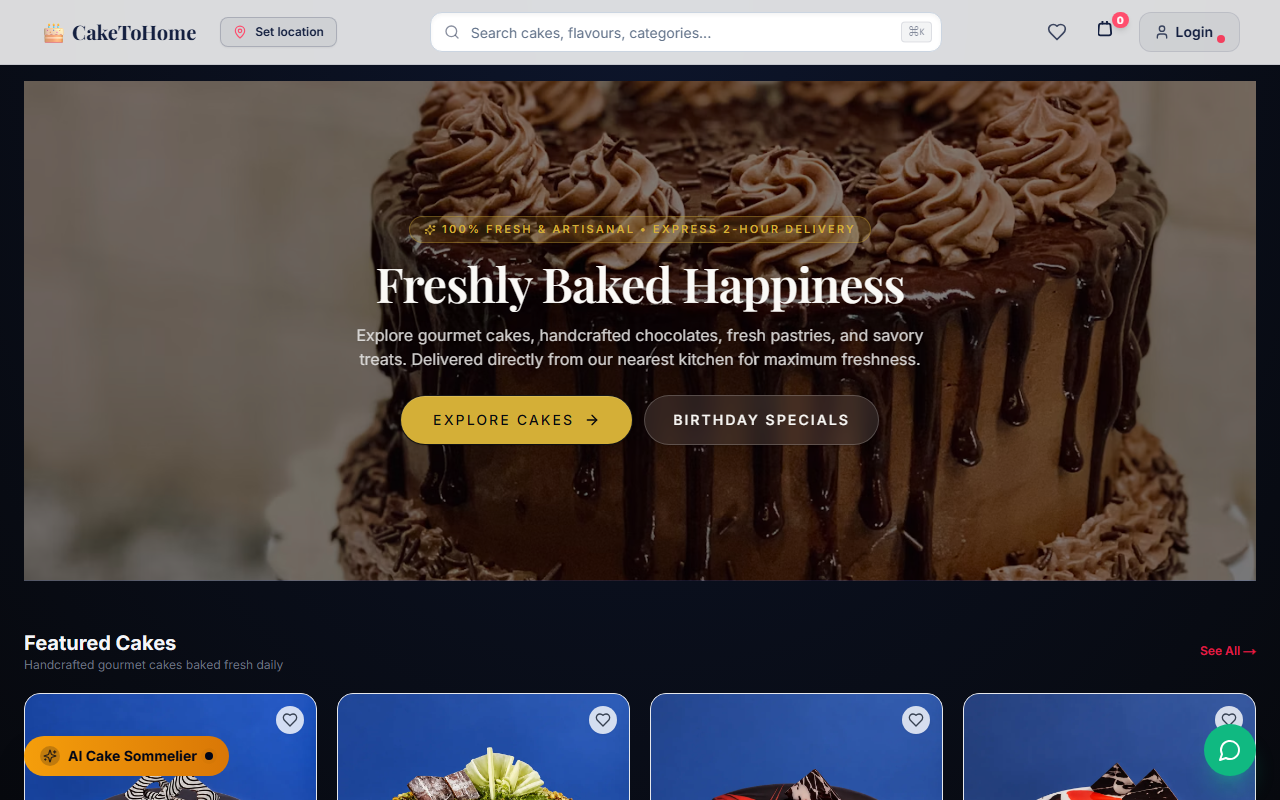 CakeToHome
Set location
Search cakes, flavours, categories...
⌘K
0
Login
100% FRESH & ARTISANAL • EXPRESS 2-HOUR DELIVERY
Freshly Baked Happiness
Explore gourmet cakes, handcrafted chocolates, fresh pastries, and savory
treats. Delivered directly from our nearest kitchen for maximum freshness.
EXPLORE CAKES →
BIRTHDAY SPECIALS
Featured Cakes
Handcrafted gourmet cakes baked fresh daily
See All →
AI Cake Sommelier